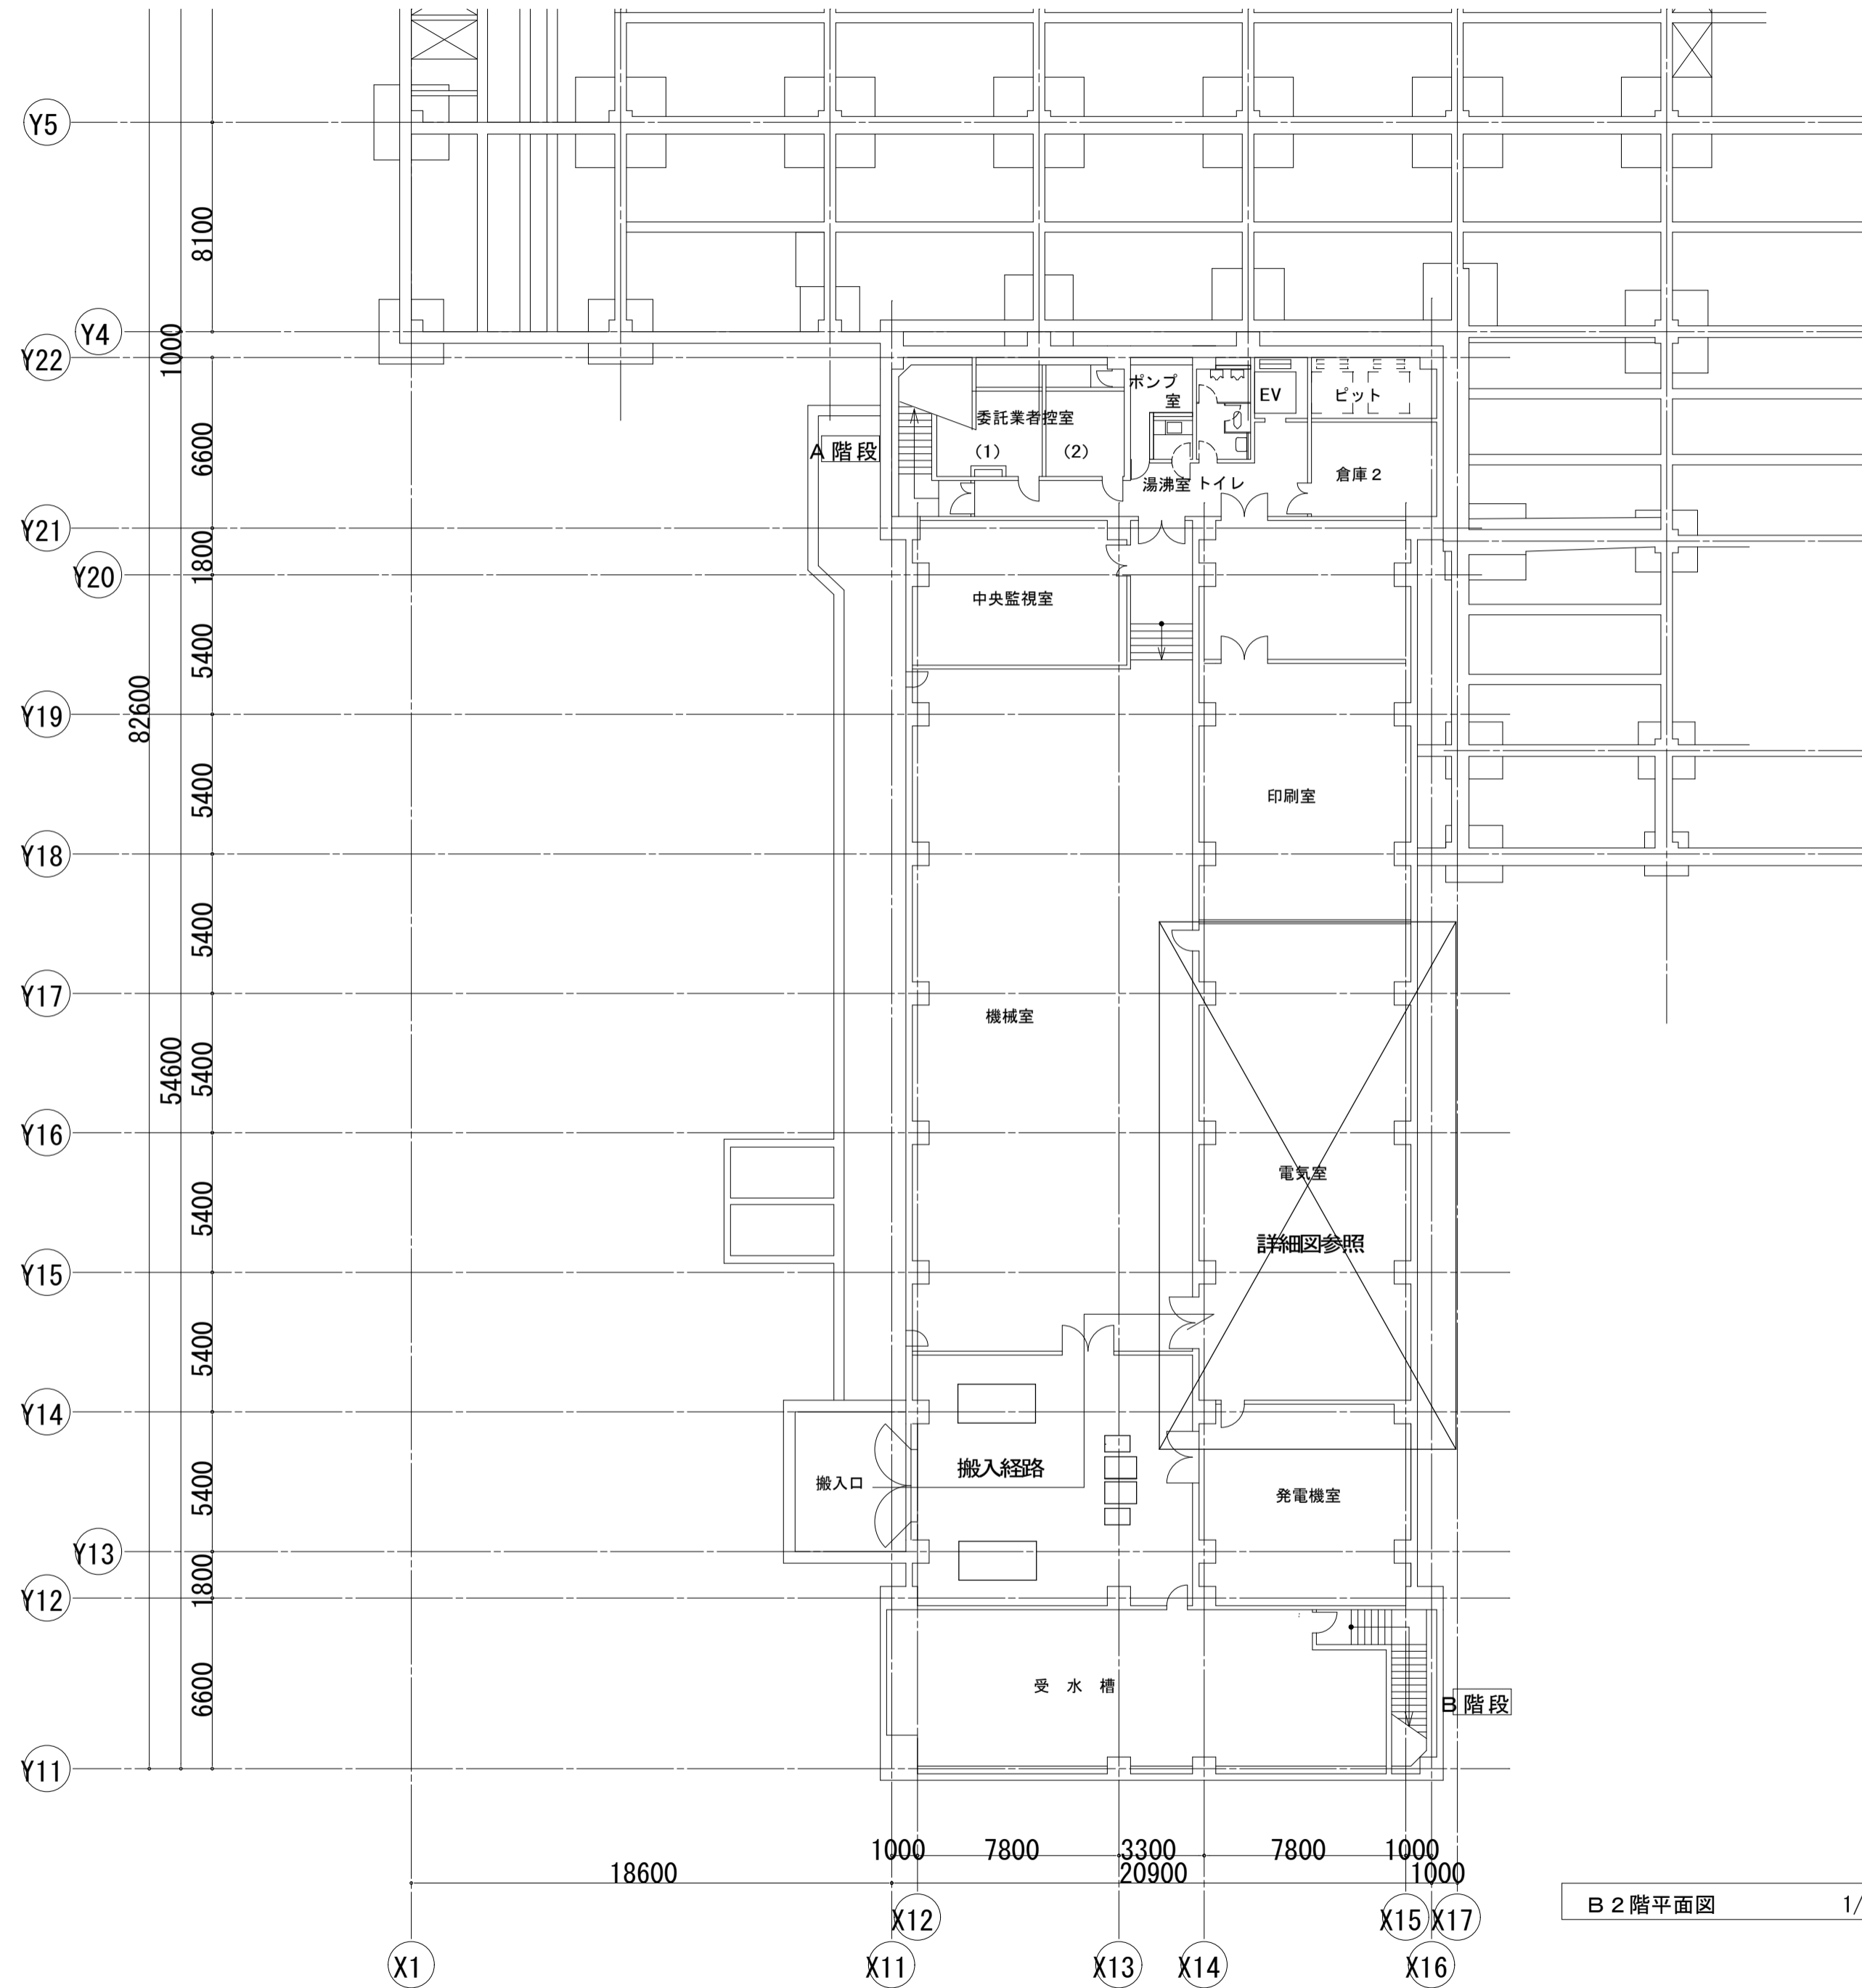 Y5
8100
Y4
1000
Y22
ポンプ
室
EV
ピット
委託業者控室
6600
A階段
(1)
(2)
倉庫2
湯沸室
トイレ
Y21
1800
Y20
中央監視室
5400
82600
Y19
5400
印刷室
Y18
5400
Y17
機械室
54600
5400
Y16
電気室
5400
詳細図参照
Y15
5400
Y14
搬入経路
搬入口
5400
発電機室
Y13
1800
Y12
6600
受水槽
B階段
Y11
1000
7800
3300
7800
1000
18600
20900
1000
B2階平面図 1/
X12
X15
X17
X1
X11
X13
X14
X16